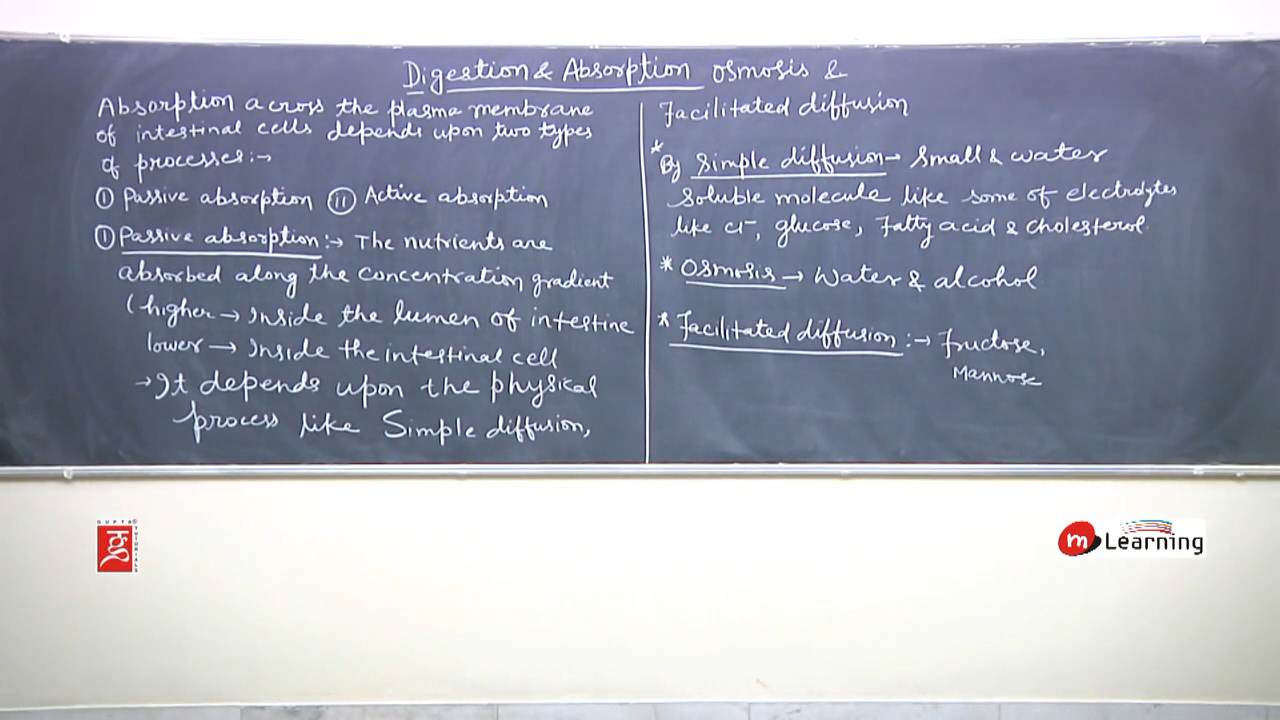 Digestion & Absorption
Absorption across the plasma membrane
of intestinal cells depends upon two types
of processes:→
① Passive absorption ⓘⓘ Active absorption
① Passive absorption:→ The nutrients are
absorbed along the concentration gradient
(higher → Inside the lumen of intestine
lower → Inside the intestinal cell
→ It depends upon the physical
process like Simple diffusion,
osmosis &
Facilitated diffusion
* By Simple diffusion→ Small & water
Soluble molecule like some of electrolytes
like Cl⁻, glucose, Fatty acid & cholesterol.
* Osmosis → Water & alcohol
* Facilitated diffusion:→ fructose,
Mannose
GUPTA TUTORIALS
m Learning